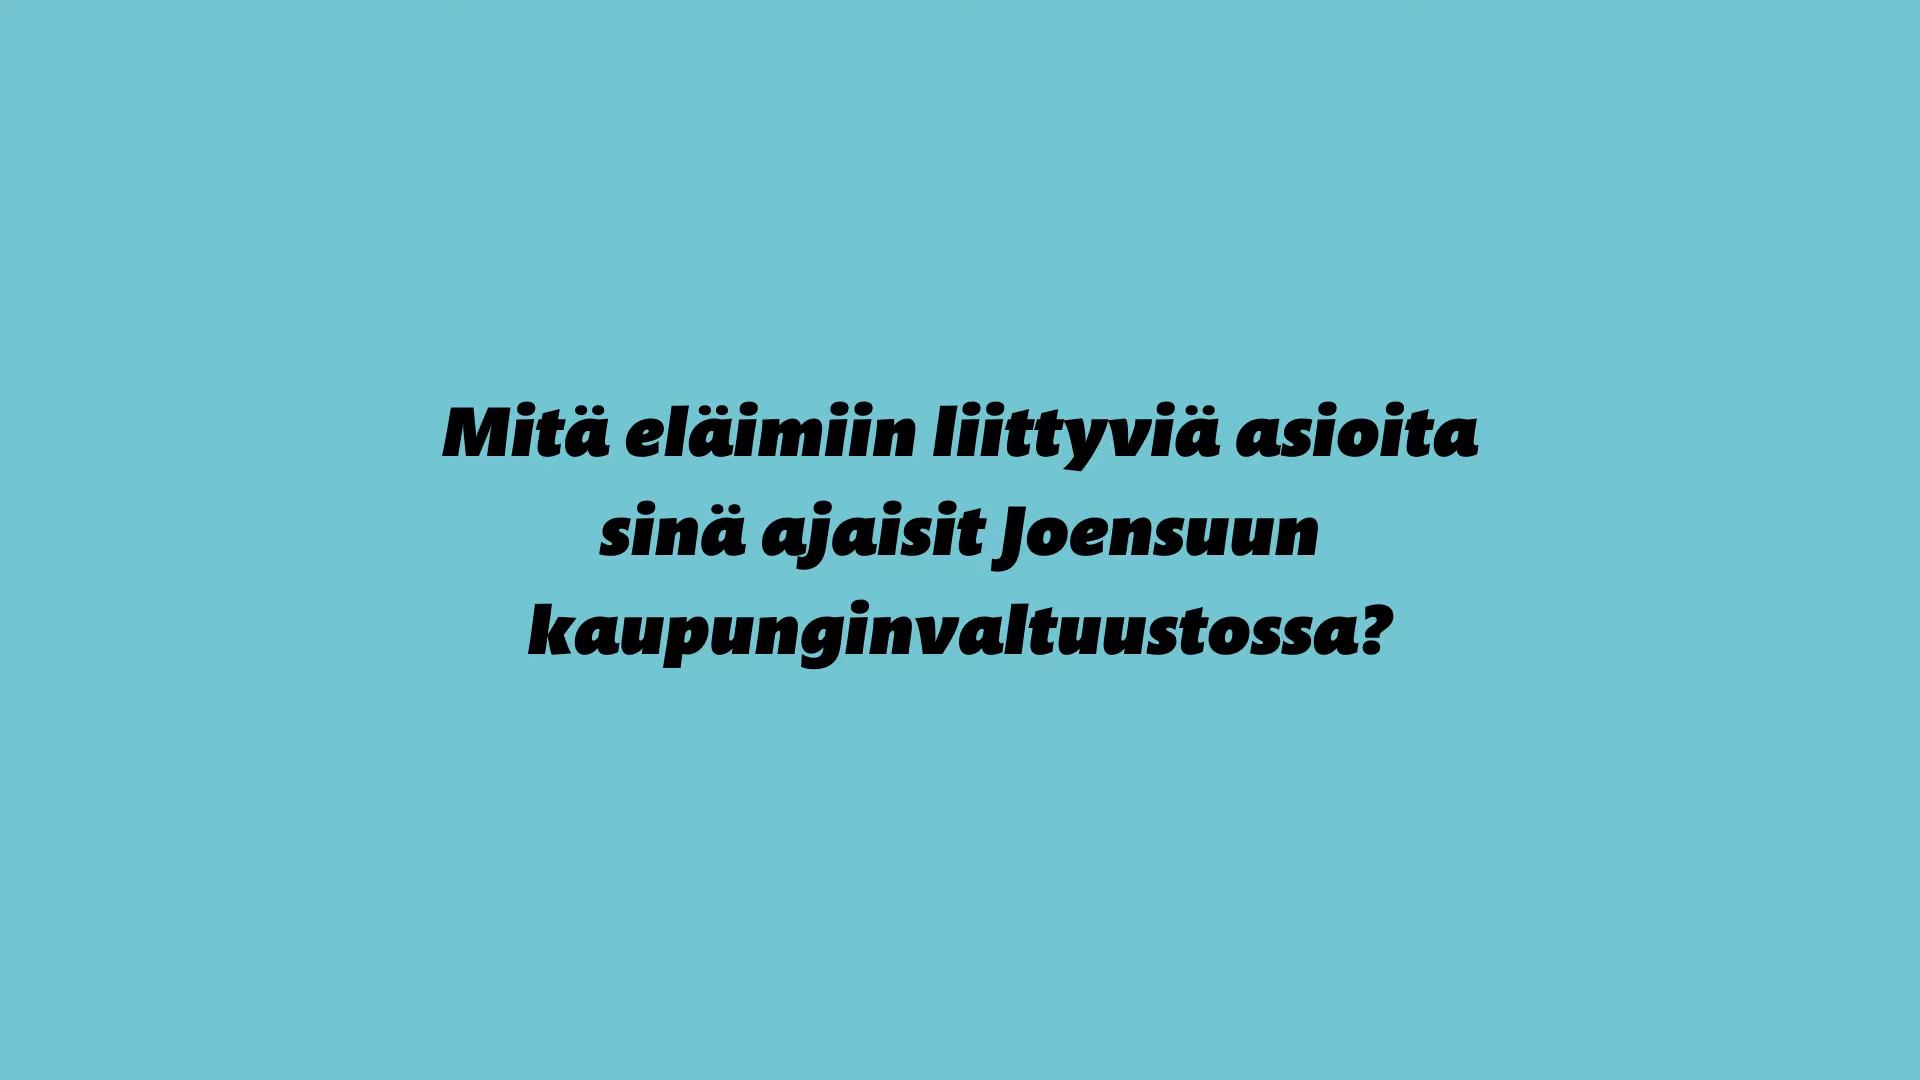 Mitä eläimiin liittyviä asioita
sinä ajaisit Joensuun
kaupunginvaltuustossa?